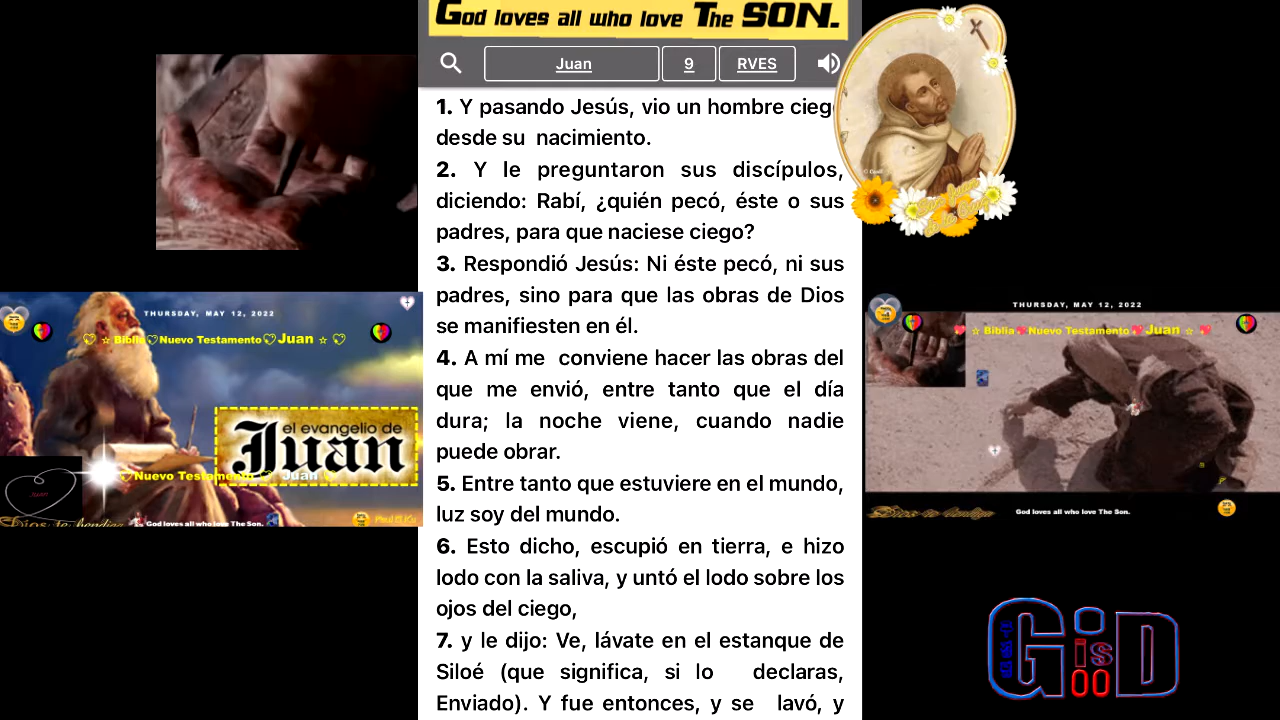 God loves all who love The SON.
Juan 9 RVES
1. Y pasando Jesús, vio un hombre cieg
desde su nacimiento.
2. Y le preguntaron sus discípulos,
diciendo: Rabí, ¿quién pecó, éste o sus
padres, para que naciese ciego?
3. Respondió Jesús: Ni éste pecó, ni sus
padres, sino para que las obras de Dios
se manifiesten en él.
4. A mí me conviene hacer las obras del
que me envió, entre tanto que el día
dura; la noche viene, cuando nadie
puede obrar.
5. Entre tanto que estuviere en el mundo,
luz soy del mundo.
6. Esto dicho, escupió en tierra, e hizo
lodo con la saliva, y untó el lodo sobre los
ojos del ciego,
7. y le dijo: Ve, lávate en el estanque de
Siloé (que significa, si lo declaras,
Enviado). Y fue entonces, y se lavó, y
THURSDAY, MAY 12, 2022
☆ Biblia Nuevo Testamento Juan ☆
el evangelio de
Juan
Nuevo Testamento Juan
Dios te bendiga
God loves all who love The Son.
THURSDAY, MAY 12, 2022
☆ Biblia Nuevo Testamento Juan ☆
Dios te bendiga
God loves all who love The Son.
GisD